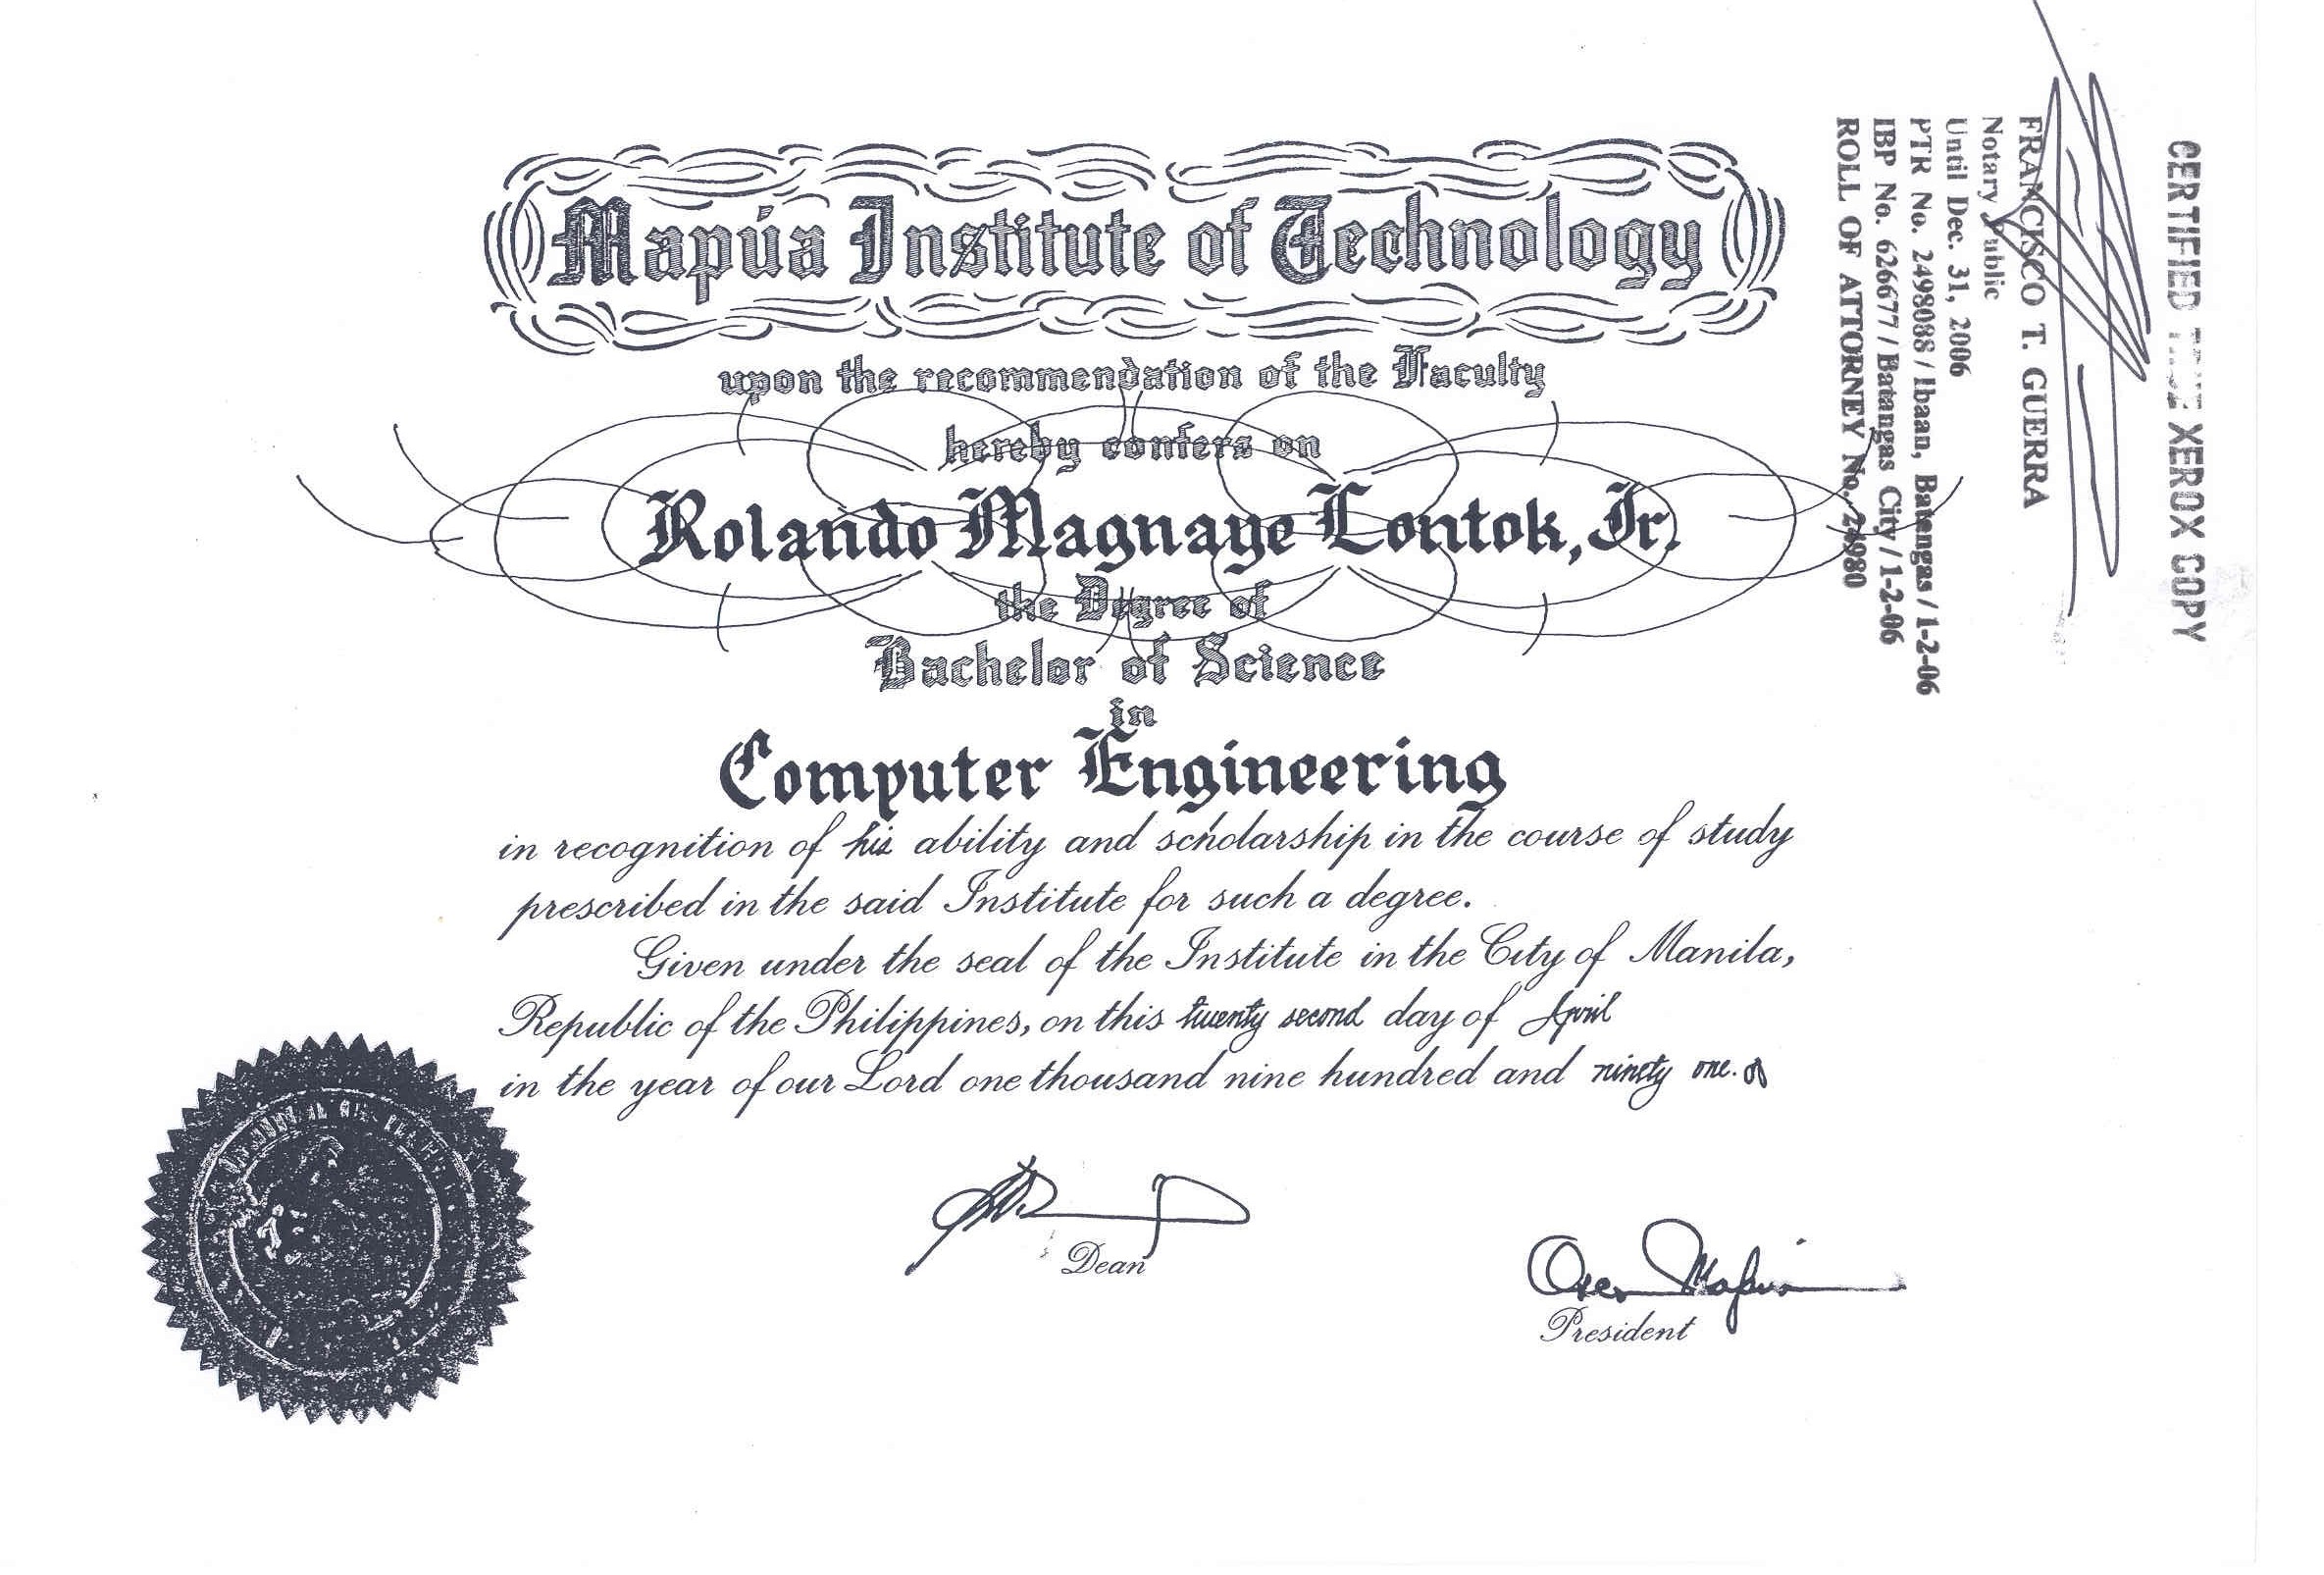 Mapúa Institute of Technology
upon the recommendation of the Faculty
hereby confers on
Rolando Magnaye Lontok, Jr.
the Degree of
Bachelor of Science
in
Computer Engineering
in recognition of his ability and scholarship in the course of study
prescribed in the said Institute for such a degree.
Given under the seal of the Institute in the City of Manila,
Republic of the Philippines, on this twenty second day of April
in the year of our Lord one thousand nine hundred and ninety one.
Dean
Oscar Mapúa
President
CERTIFIED TRUE XEROX COPY
FRANCISCO T. GUERRA
Notary Public
Until Dec. 31, 2006
PTR No. 2498088 / Ibaan, Batangas / 1-2-06
IBP No. 62677 / Batangas City / 1-2-06
ROLL OF ATTORNEY No. 24980